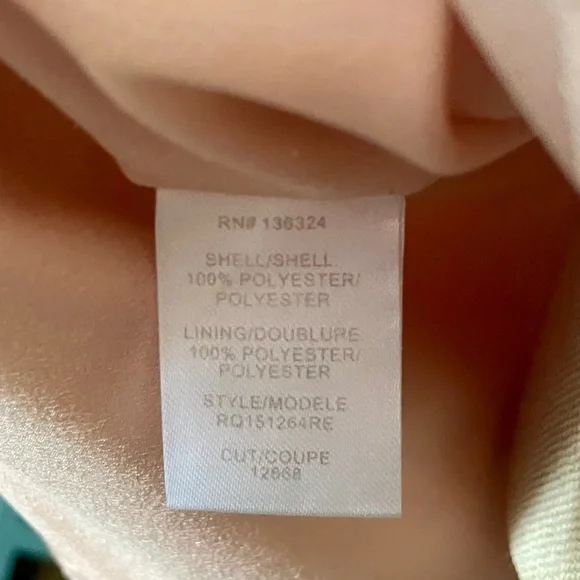 RN# 136324
SHELL/SHELL
100% POLYESTER/
POLYESTER
LINING/DOUBLURE
100% POLYESTER/
POLYESTER
STYLE/MODELE
RQ151264RE
CUT/COUPE
12668